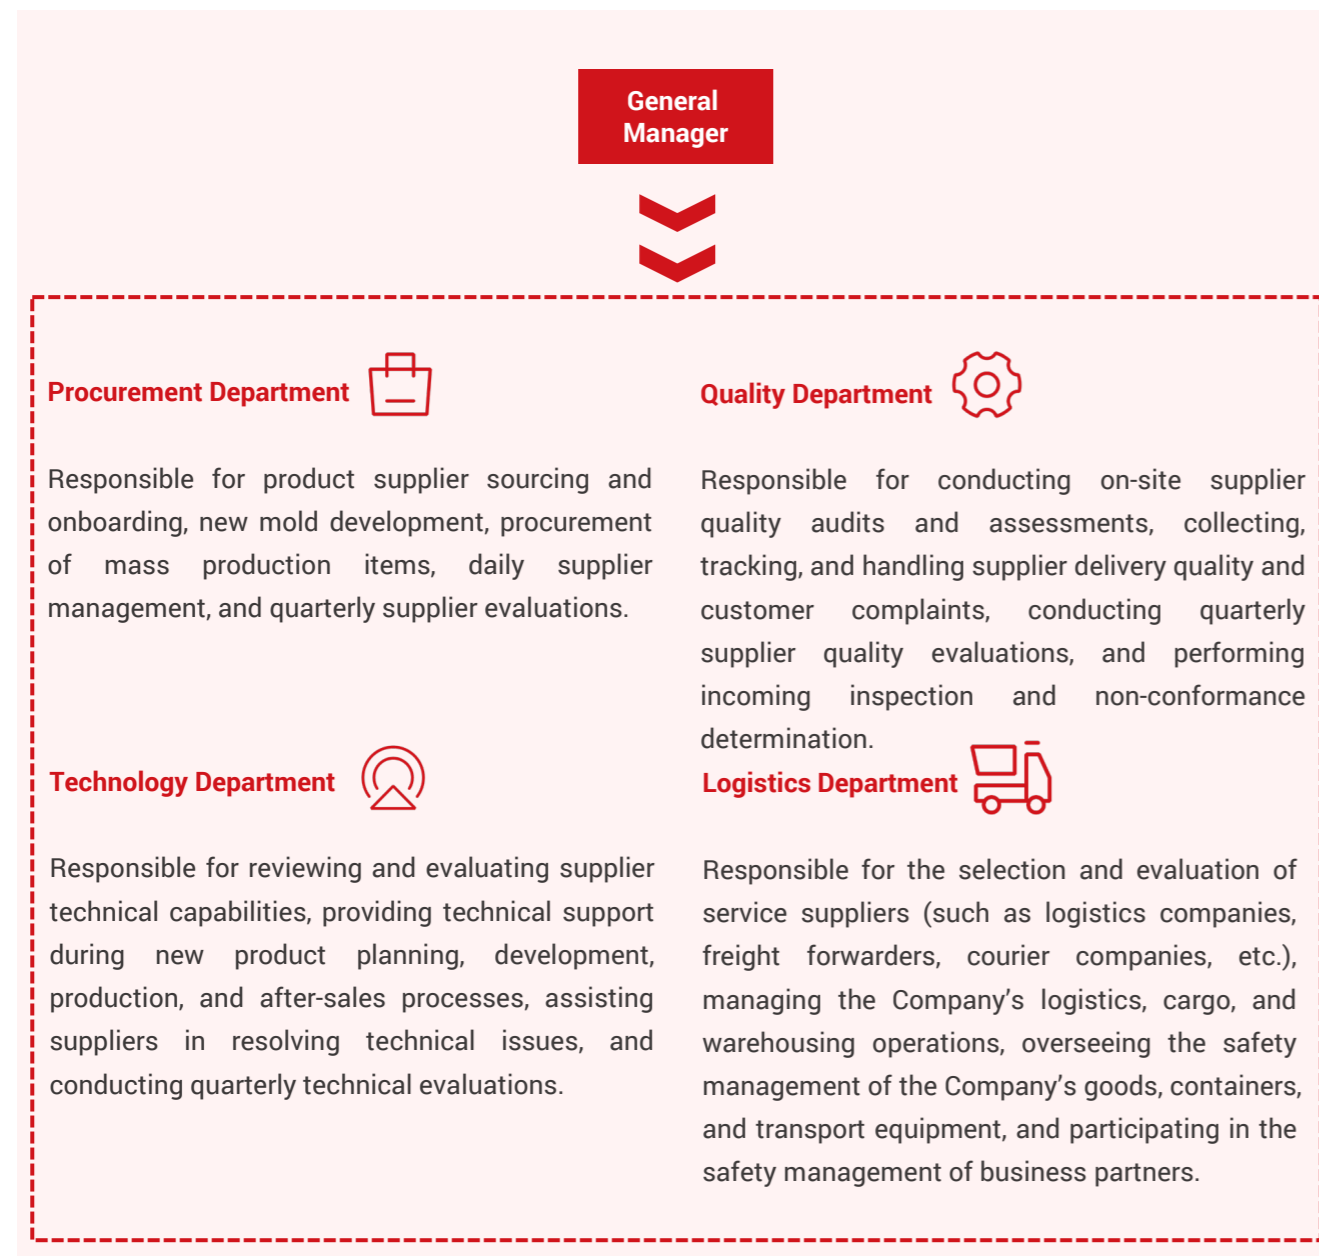 General
Manager
Procurement Department
Responsible for product supplier sourcing and
onboarding, new mold development, procurement
of mass production items, daily supplier
management, and quarterly supplier evaluations.
Quality Department
Responsible for conducting on-site supplier
quality audits and assessments, collecting,
tracking, and handling supplier delivery quality and
customer complaints, conducting quarterly
supplier quality evaluations, and performing
incoming inspection and non-conformance
determination.
Technology Department
Responsible for reviewing and evaluating supplier
technical capabilities, providing technical support
during new product planning, development,
production, and after-sales processes, assisting
suppliers in resolving technical issues, and
conducting quarterly technical evaluations.
Logistics Department
Responsible for the selection and evaluation of
service suppliers (such as logistics companies,
freight forwarders, courier companies, etc.),
managing the Company’s logistics, cargo, and
warehousing operations, overseeing the safety
management of the Company’s goods, containers,
and transport equipment, and participating in the
safety management of business partners.